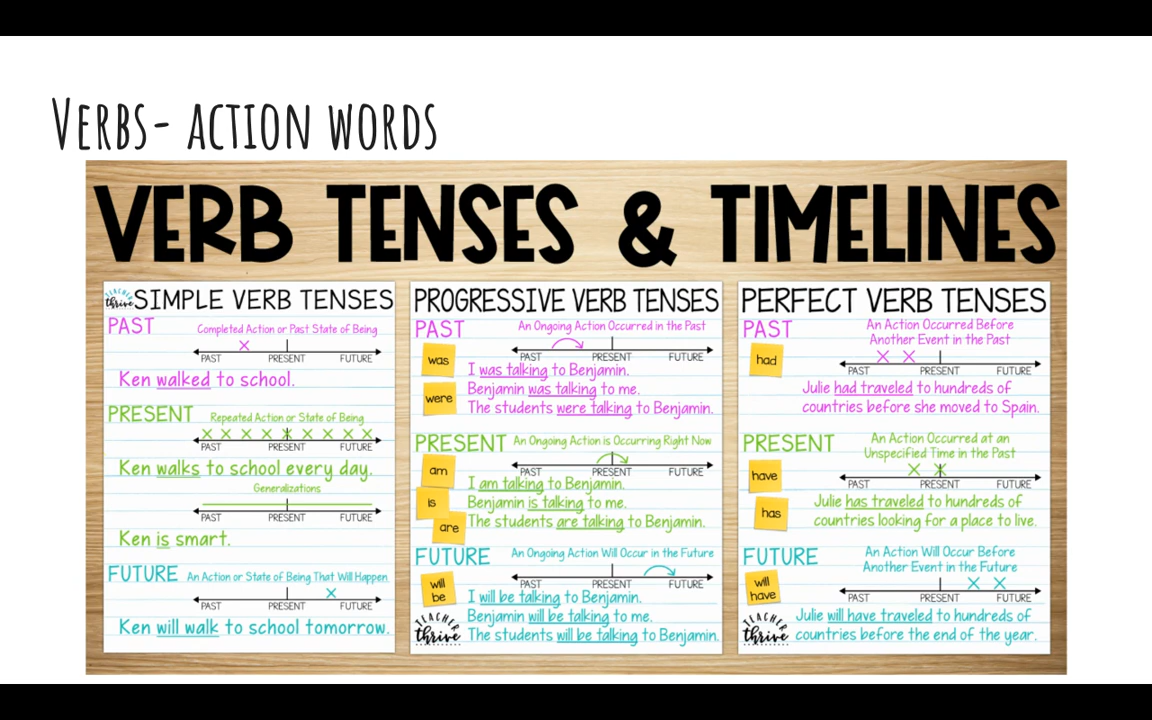 Verbs- action words
VERB TENSES & TIMELINES
TEACHER
thrive
SIMPLE VERB TENSES
PAST
Completed Action or Past State of Being
PAST PRESENT FUTURE
Ken walked to school.
PRESENT
Repeated Action or State of Being
PAST PRESENT FUTURE
Ken walks to school every day.
Generalizations
PAST PRESENT FUTURE
Ken is smart.
FUTURE
An Action or State of Being That Will Happen
PAST PRESENT FUTURE
Ken will walk to school tomorrow.
PROGRESSIVE VERB TENSES
PAST
An Ongoing Action Occurred in the Past
PAST PRESENT FUTURE
was
were
I was talking to Benjamin.
Benjamin was talking to me.
The students were talking to Benjamin.
PRESENT
An Ongoing Action is Occurring Right Now
PAST PRESENT FUTURE
am
is
are
I am talking to Benjamin.
Benjamin is talking to me.
The students are talking to Benjamin.
FUTURE
An Ongoing Action Will Occur in the Future
PAST PRESENT FUTURE
will
be
I will be talking to Benjamin.
Benjamin will be talking to me.
The students will be talking to Benjamin.
TEACHER
thrive
PERFECT VERB TENSES
PAST
An Action Occurred Before
Another Event in the Past
had
PAST PRESENT FUTURE
Julie had traveled to hundreds of
countries before she moved to Spain.
PRESENT
An Action Occurred at an
Unspecified Time in the Past
have
has
PAST PRESENT FUTURE
Julie has traveled to hundreds of
countries looking for a place to live.
FUTURE
An Action Will Occur Before
Another Event in the Future
will
have
PAST PRESENT FUTURE
Julie will have traveled to hundreds of
countries before the end of the year.
TEACHER
thrive